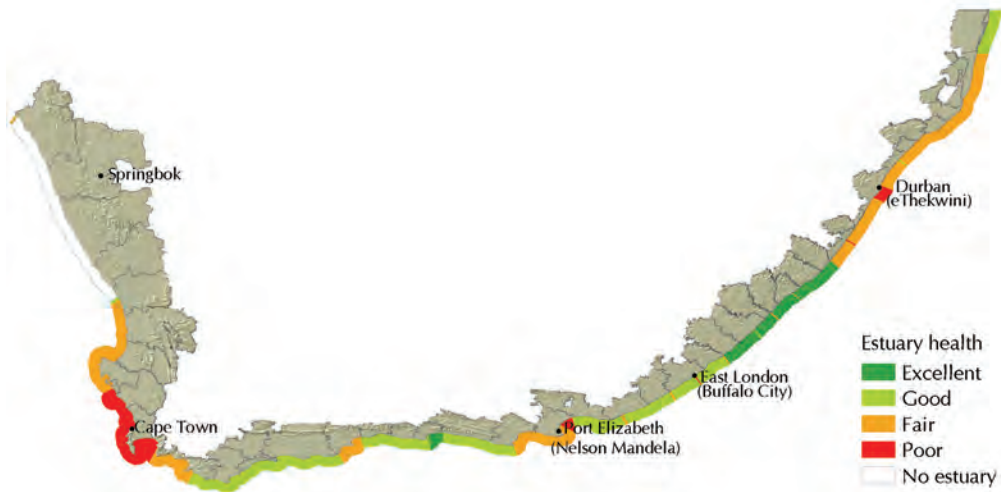 Springbok
Durban
(eThekwini)
East London
(Buffalo City)
Port Elizabeth
(Nelson Mandela)
Cape Town
Estuary health
Excellent
Good
Fair
Poor
No estuary